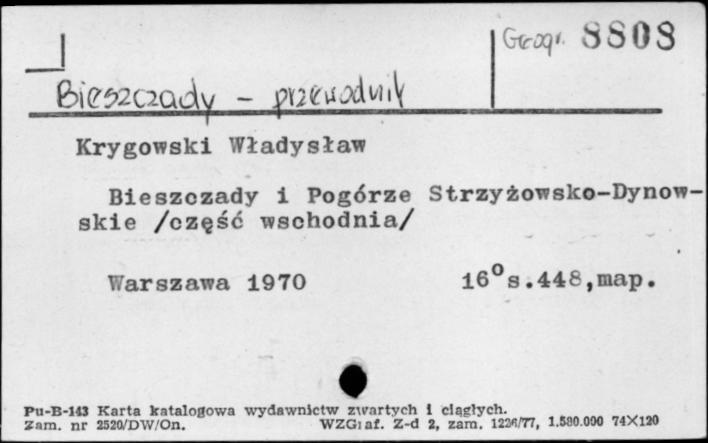 Geogr. 8808
Bieszczady - przewodnik
Krygowski Władysław
Bieszczady i Pogórze Strzyżowsko-Dynow-
skie /część wschodnia/
Warszawa 1970 16° s.448,map.
Pu-B-143 Karta katalogowa wydawnictw zwartych i ciągłych.
Zam. nr 2520/DW/On. WZGraf. Z-d 2, zam. 1226/77, 1.580.000 74X120